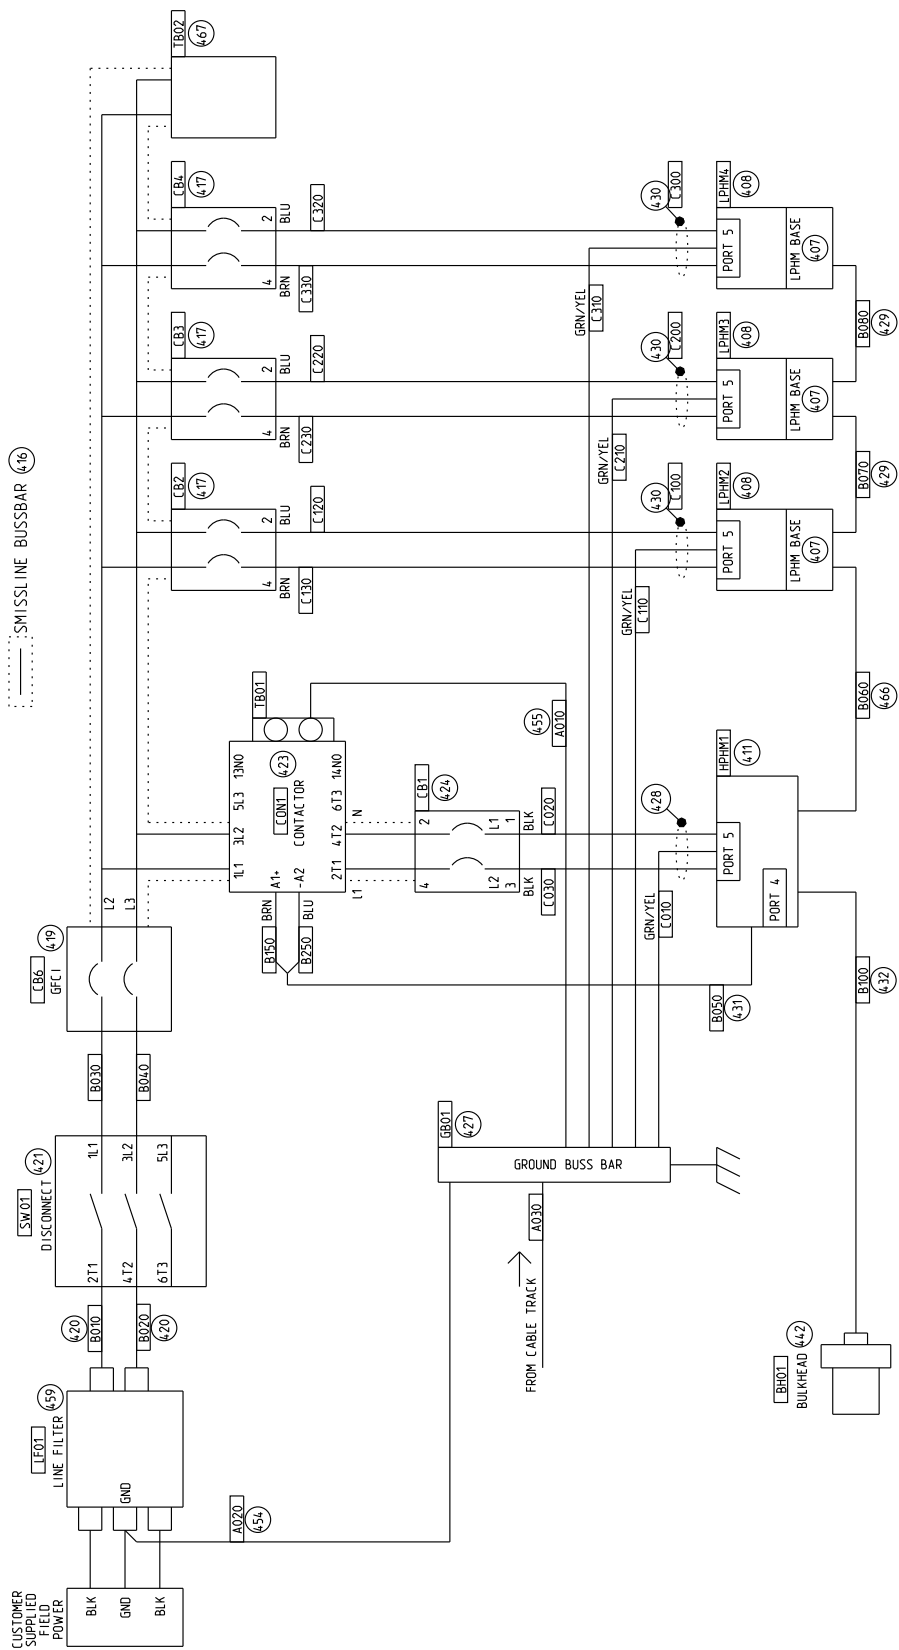 CUSTOMER
SUPPLIED
FIELD
POWER
BLK
GND
BLK
LF01
LINE FILTER
459
GND
A020
454
420
B010
B020
420
SW01
DISCONNECT
421
2T1
4T2
6T3
1L1
3L2
5L3
B030
B040
CB6
GFCI
419
L2
L3
SMISSLINE BUSSBAR
416
1L1
3L2
5L3
13NO
A1+
-A2
CON1
CONTACTOR
423
2T1
4T2
6T3
14NO
TB01
BRN
BLU
B150
B250
L1
N
CB1
424
4
2
L2
L1
3
1
BLK
BLK
C030
C020
455
A010
B050
431
GB01
427
GROUND BUSS BAR
A030
FROM CABLE TRACK
GRN/YEL
C010
428
HPHM1
411
PORT 5
PORT 4
B100
432
BH01
BULKHEAD
442
B060
466
CB2
417
4
2
BRN
BLU
C130
C120
GRN/YEL
C110
430
C100
LPHM2
408
PORT 5
LPHM BASE
407
B070
429
CB3
417
4
2
BRN
BLU
C230
C220
GRN/YEL
C210
430
C200
LPHM3
408
PORT 5
LPHM BASE
407
B080
429
CB4
417
4
2
BRN
BLU
C330
C320
GRN/YEL
C310
430
C300
LPHM4
408
PORT 5
LPHM BASE
407
TB02
467